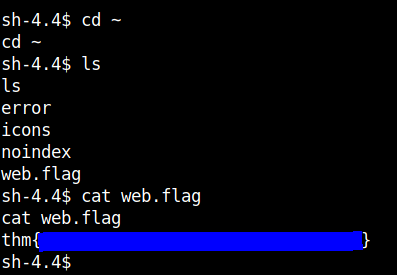 sh-4.4$ cd ~
cd ~
sh-4.4$ ls
ls
error
icons
noindex
web.flag
sh-4.4$ cat web.flag
cat web.flag
thm{}
sh-4.4$